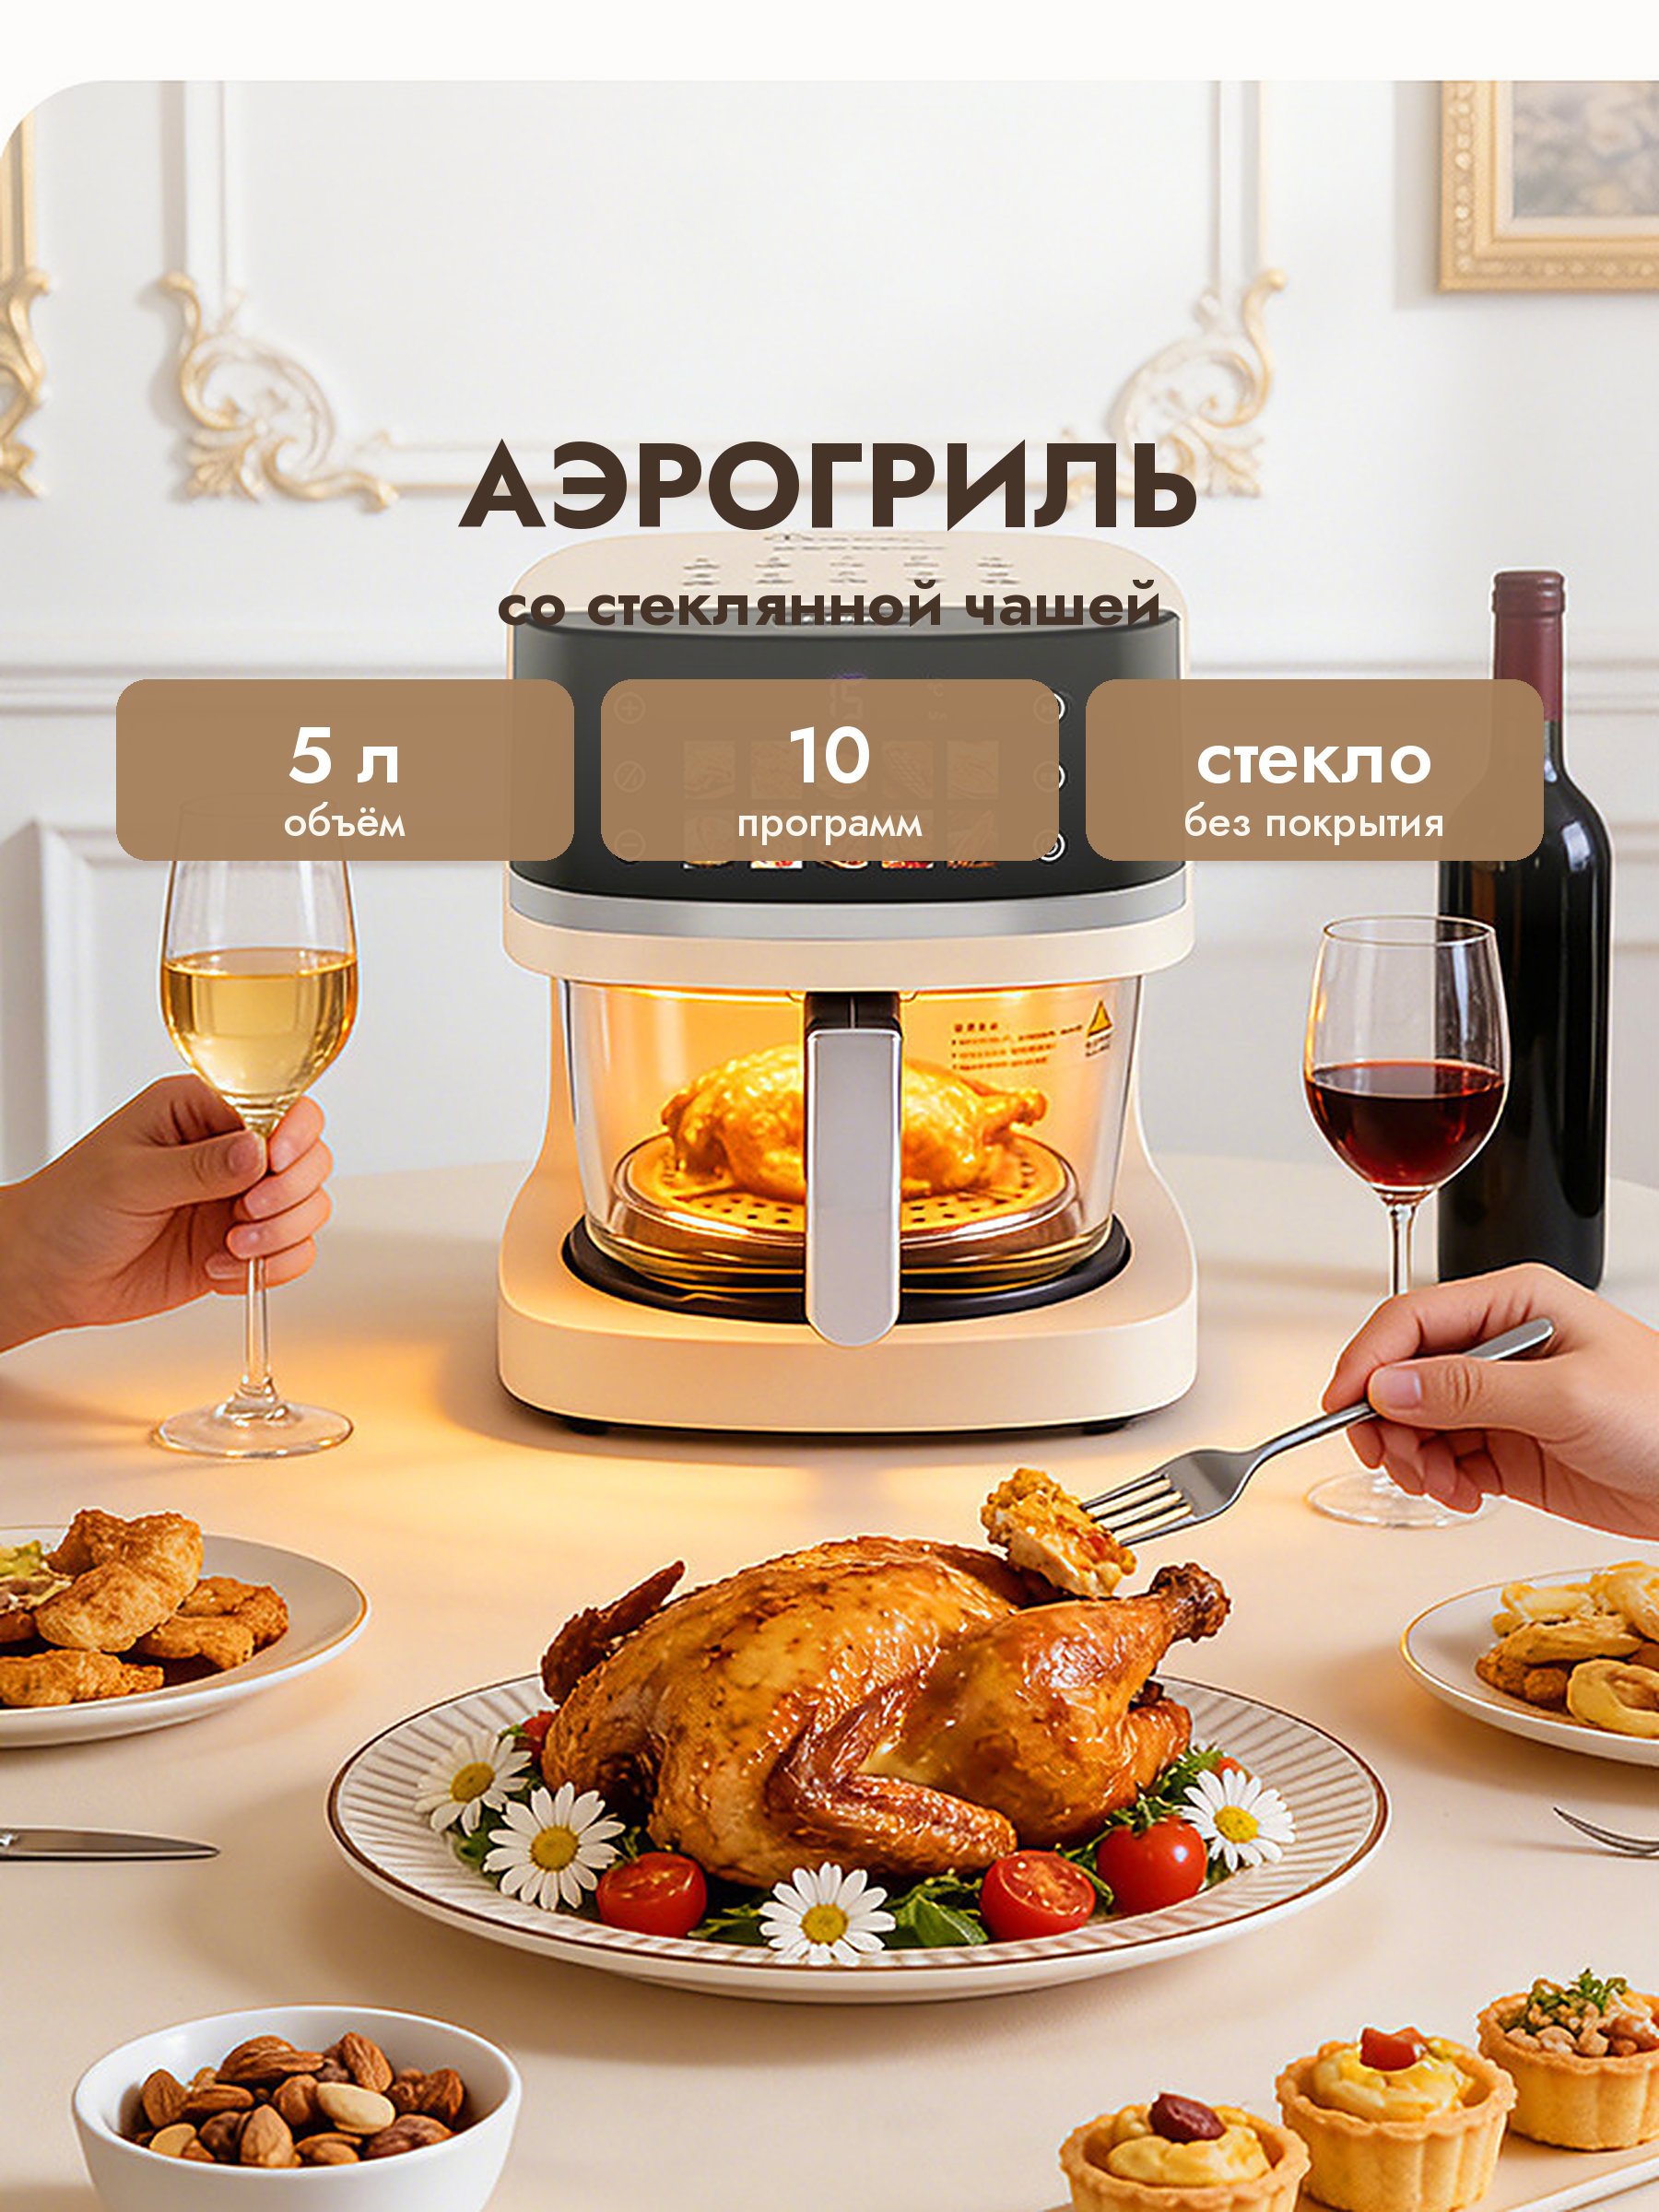 АЭРОГРИЛЬ
со стеклянной чашей
5 л
объём
10
программ
стекло
без покрытия